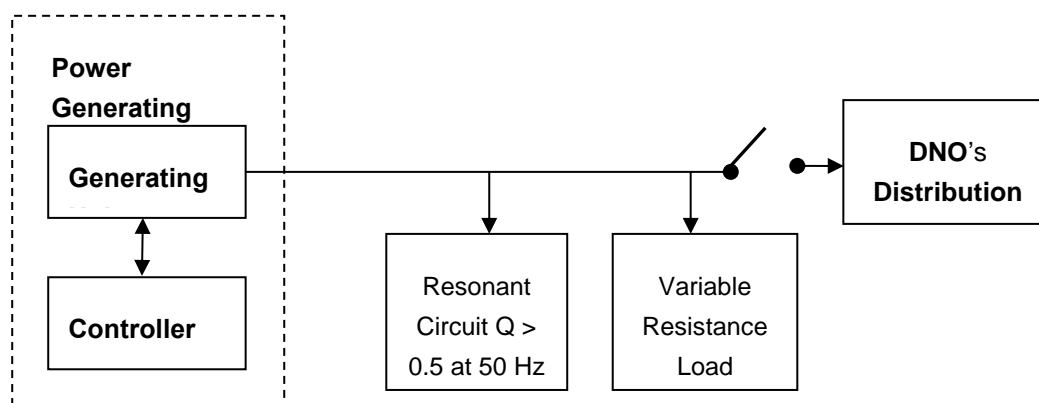 Power
Generating
Generating
Controller
Resonant
Circuit Q >
0.5 at 50 Hz
Variable
Resistance
Load
DNO's
Distribution